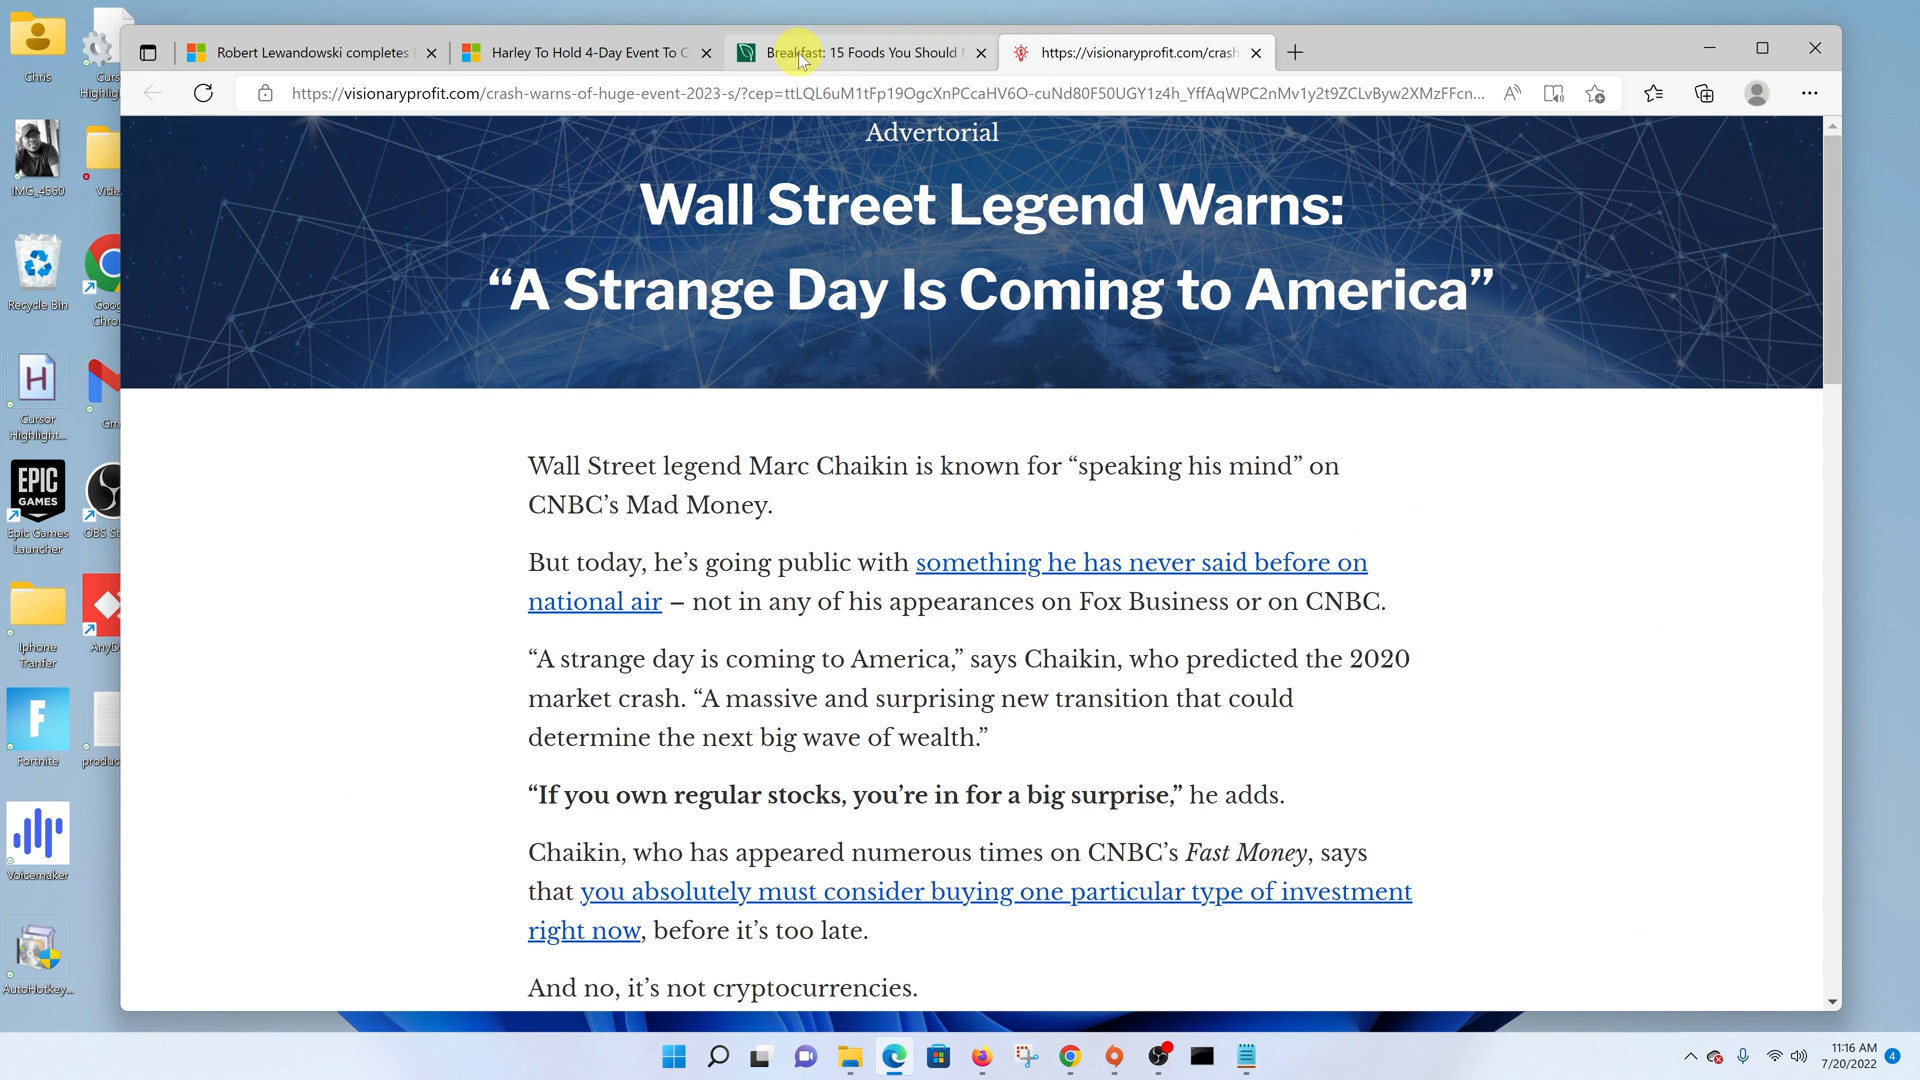 Robert Lewandowski completes
Harley To Hold 4-Day Event To C
Breakfast: 15 Foods You Should
https://visionaryprofit.com/crash
https://visionaryprofit.com/crash-warns-of-huge-event-2023-s/?cep=ttLQL6uM1tFp19OgcXnPCcaHV6O-cuNd80F50UGY1z4h_YffAqWPC2nMv1y2t9ZCLvByw2XMzFFcn...
Advertorial
Wall Street Legend Warns:
“A Strange Day Is Coming to America”
Wall Street legend Marc Chaikin is known for “speaking his mind” on
CNBC’s Mad Money.
But today, he’s going public with something he has never said before on
national air – not in any of his appearances on Fox Business or on CNBC.
“A strange day is coming to America,” says Chaikin, who predicted the 2020
market crash. “A massive and surprising new transition that could
determine the next big wave of wealth.”
“If you own regular stocks, you’re in for a big surprise,” he adds.
Chaikin, who has appeared numerous times on CNBC’s Fast Money, says
that you absolutely must consider buying one particular type of investment
right now, before it’s too late.
And no, it’s not cryptocurrencies.
Chris
Curs
Highlig
IMG_4560
Vide
Recycle Bin
Goog
Chro
H
Cursor
Highlight...
Gm
EPIC
GAMES
Epic Games
Launcher
OBS St
Iphone
Tranfer
AnyD
F
Fortnite
produc
Voicemaker
AutoHotkey...
11:16 AM
7/20/2022
4